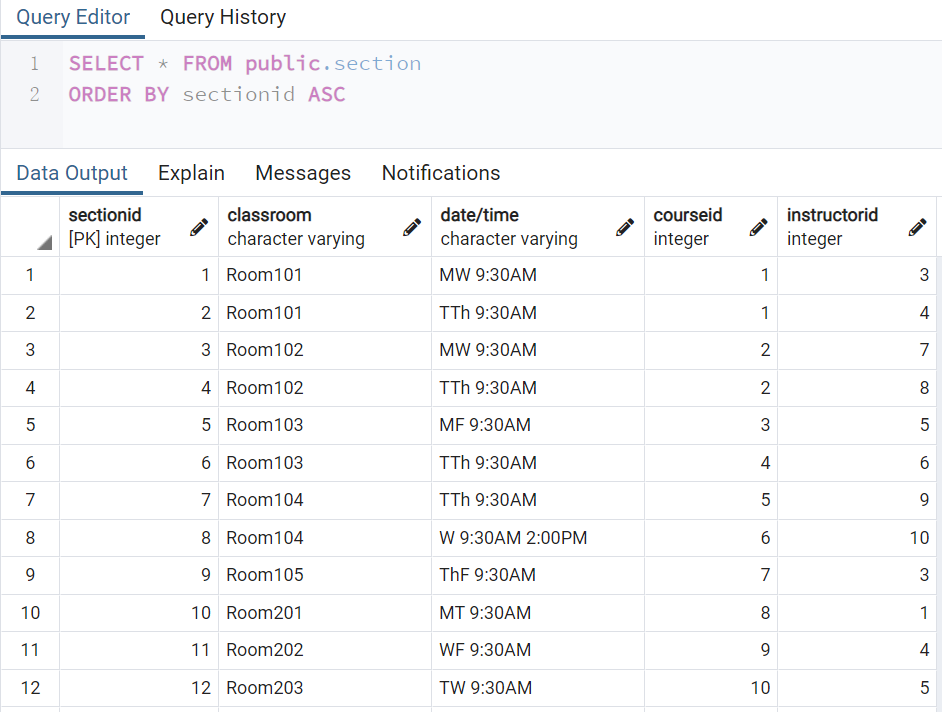 Query Editor Query History
1 SELECT * FROM public.section
2 ORDER BY sectionid ASC
Data Output Explain Messages Notifications
sectionid classroom date/time courseid instructorid
[PK] integer character varying character varying integer integer
1 1 Room101 MW 9:30AM 1 3
2 2 Room101 TTh 9:30AM 1 4
3 3 Room102 MW 9:30AM 2 7
4 4 Room102 TTh 9:30AM 2 8
5 5 Room103 MF 9:30AM 3 5
6 6 Room103 TTh 9:30AM 4 6
7 7 Room104 TTh 9:30AM 5 9
8 8 Room104 W 9:30AM 2:00PM 6 10
9 9 Room105 ThF 9:30AM 7 3
10 10 Room201 MT 9:30AM 8 1
11 11 Room202 WF 9:30AM 9 4
12 12 Room203 TW 9:30AM 10 5